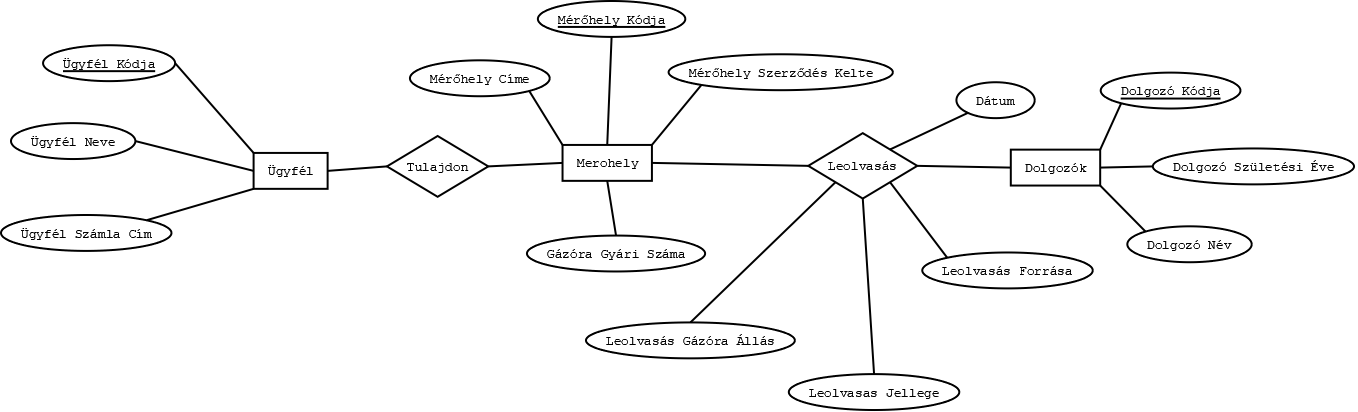 Mérőhely Kódja
Ügyfél Kódja
Mérőhely Címe
Mérőhely Szerződés Kelte
Dátum
Dolgozó Kódja
Ügyfél Neve
Ügyfél
Tulajdon
Merohely
Leolvasás
Dolgozók
Dolgozó Születési Éve
Ügyfél Számla Cím
Gázóra Gyári Száma
Dolgozó Név
Leolvasás Forrása
Leolvasás Gázóra Állás
Leolvasas Jellege